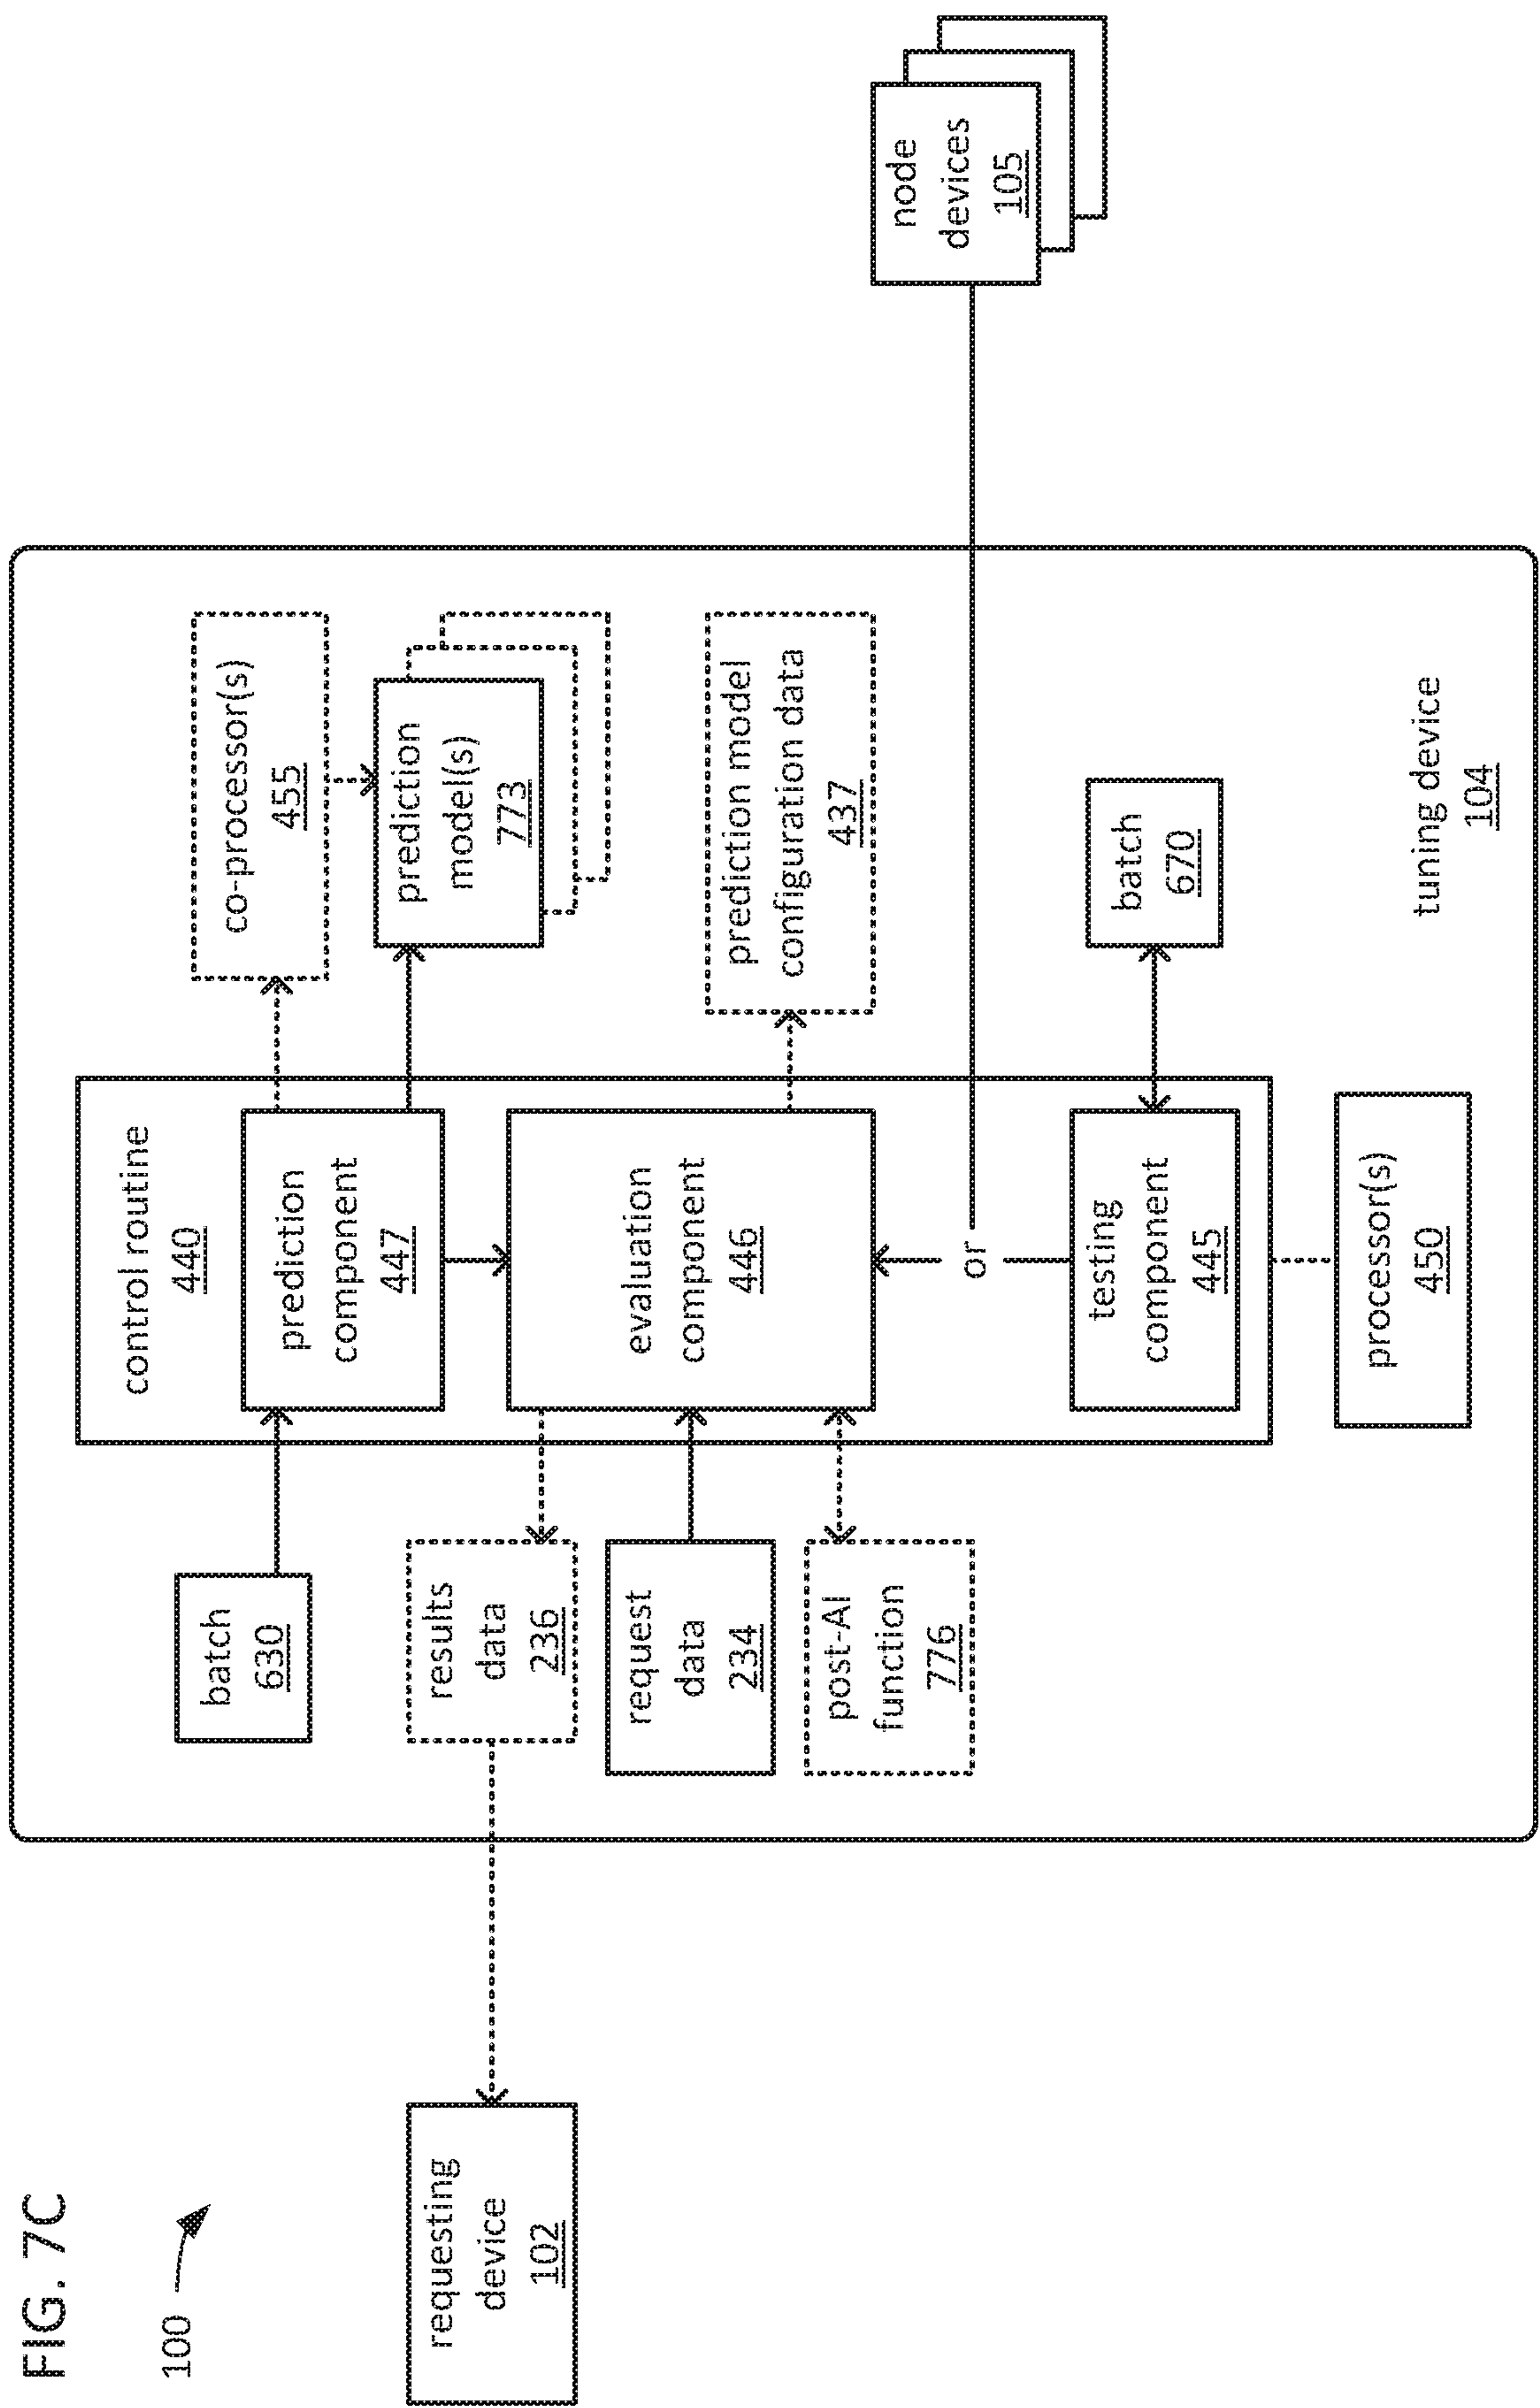 FIG. 7C
100
requesting
device
102
batch
630
results
data
236
request
data
234
post-AI
function
776
control routine
440
prediction
component
447
evaluation
component
446
or
testing
component
445
processor(s)
450
co-processor(s)
455
prediction
model(s)
773
prediction model
configuration data
437
batch
670
tuning device
104
node
devices
105